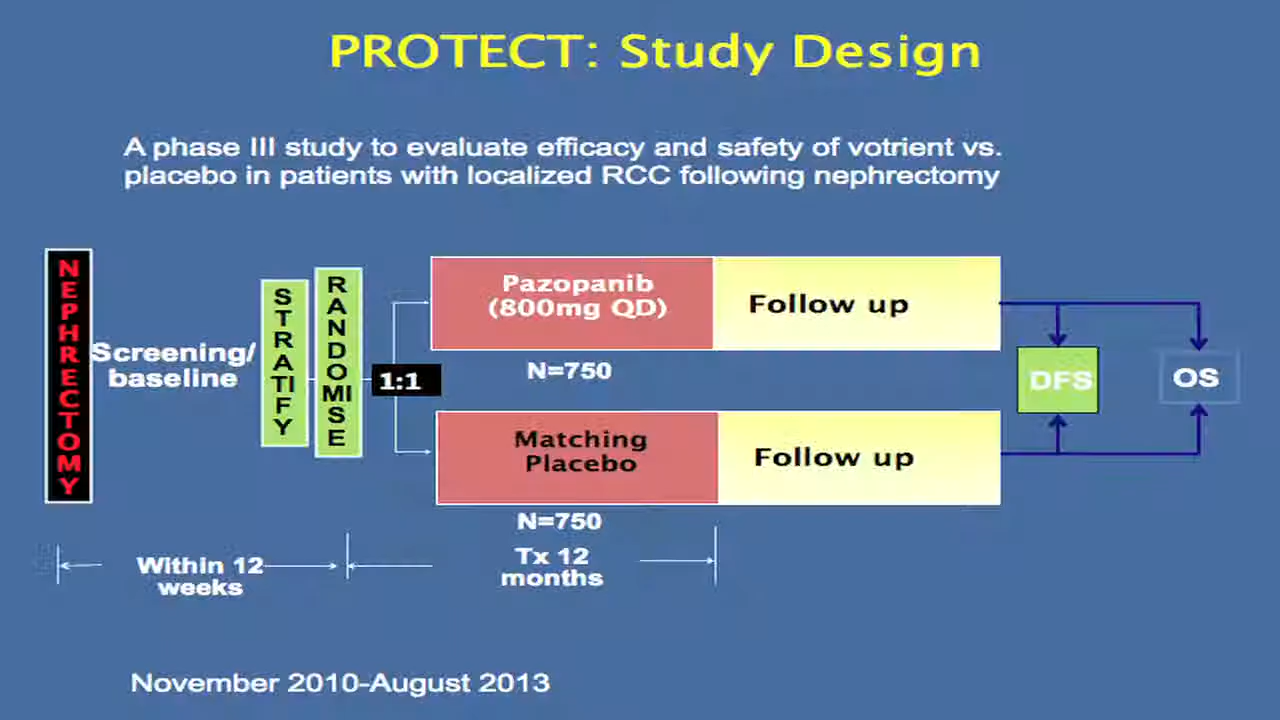 PROTECT: Study Design
A phase III study to evaluate efficacy and safety of votrient vs.
placebo in patients with localized RCC following nephrectomy
NEPHRECTOMY
Screening/
baseline
STRATIFY
RANDOMISE
1:1
Pazopanib
(800mg QD)
Follow up
N=750
DFS
OS
Matching
Placebo
Follow up
N=750
Within 12
weeks
Tx 12
months
November 2010-August 2013